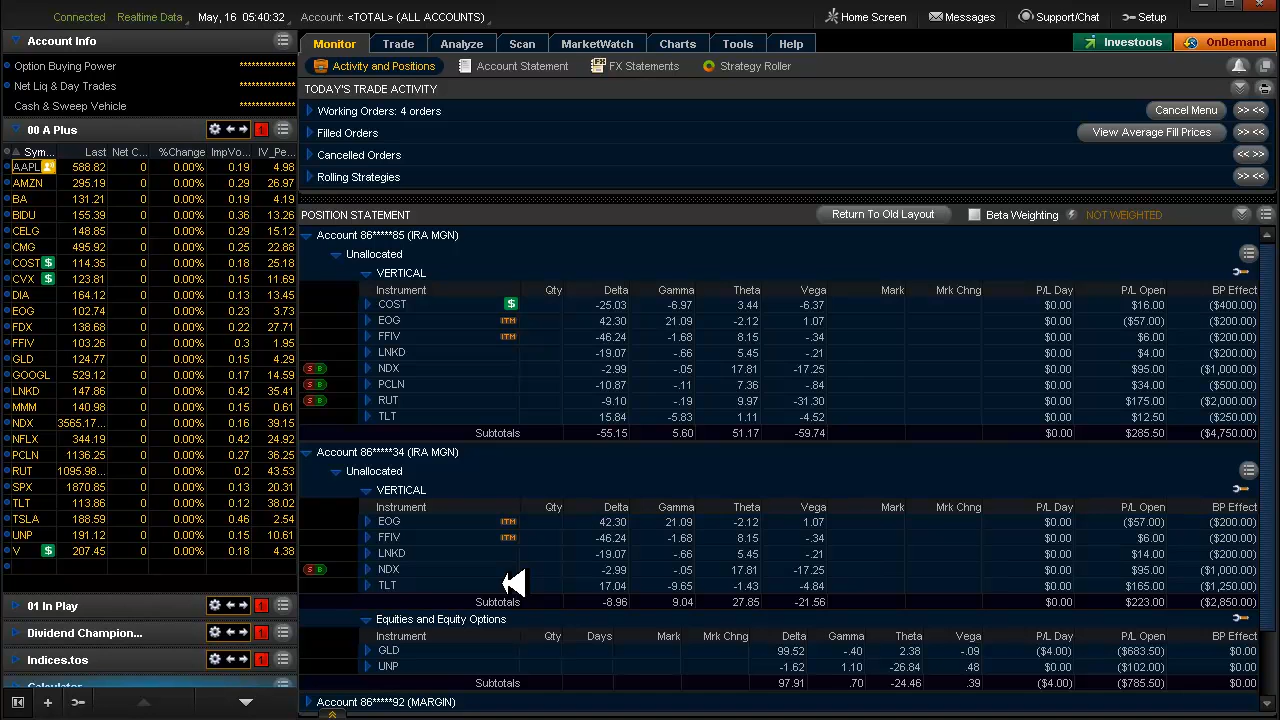 Connected Realtime Data May, 16 05:40:32 Account: <TOTAL> (ALL ACCOUNTS) Home Screen Messages Support/Chat Setup
Account Info
Option Buying Power **************
Net Liq & Day Trades **************
Cash & Sweep Vehicle **************
Monitor Trade Analyze Scan MarketWatch Charts Tools Help Investools OnDemand
Activity and Positions Account Statement FX Statements Strategy Roller
TODAY'S TRADE ACTIVITY
Working Orders: 4 orders Cancel Menu >> <<
Filled Orders View Average Fill Prices >> <<
Cancelled Orders << >>
Rolling Strategies >> <<
00 A Plus 1
Sym... Last Net C... %Change ImpVo... IV_Pe...
AAPL 588.82 0 0.00% 0.19 4.98
AMZN 295.19 0 0.00% 0.29 26.97
BA 131.21 0 0.00% 0.19 4.19
BIDU 155.39 0 0.00% 0.36 13.26
CELG 148.85 0 0.00% 0.29 15.12
CMG 495.92 0 0.00% 0.25 22.88
COST $ 114.35 0 0.00% 0.18 25.18
CVX $ 123.81 0 0.00% 0.15 11.69
DIA 164.12 0 0.00% 0.13 13.45
EOG 102.74 0 0.00% 0.23 3.73
FDX 138.68 0 0.00% 0.22 27.71
FFIV 103.26 0 0.00% 0.3 1.95
GLD 124.77 0 0.00% 0.15 4.29
GOOGL 529.12 0 0.00% 0.17 14.59
LNKD 147.86 0 0.00% 0.42 35.41
MMM 140.98 0 0.00% 0.15 0.61
NDX 3565.17... 0 0.00% 0.16 39.15
NFLX 344.19 0 0.00% 0.42 24.92
PCLN 1136.25 0 0.00% 0.27 36.25
RUT 1095.98... 0 0.00% 0.2 43.53
SPX 1870.85 0 0.00% 0.13 20.31
TLT 113.86 0 0.00% 0.12 38.02
TSLA 188.59 0 0.00% 0.46 2.54
UNP 191.12 0 0.00% 0.15 10.61
V $ 207.45 0 0.00% 0.18 4.38
01 In Play 1
Dividend Champion... 1
Indices.tos 1
Calculator
POSITION STATEMENT Return To Old Layout Beta Weighting NOT WEIGHTED
Account 86*****85 (IRA MGN)
Unallocated
VERTICAL
Instrument Qty Delta Gamma Theta Vega Mark Mrk Chng P/L Day P/L Open BP Effect
COST $ -25.03 -6.97 3.44 -6.37 $0.00 $16.00 ($400.00)
EOG ITM 42.30 21.09 -2.12 1.07 $0.00 ($57.00) ($200.00)
FFIV ITM -46.24 -1.68 8.15 -.34 $0.00 $6.00 ($200.00)
LNKD -19.07 -.66 5.45 -.21 $0.00 $4.00 ($200.00)
S B NDX -2.99 -.05 17.81 -17.25 $0.00 $95.00 ($1,000.00)
S B PCLN -10.87 -.11 7.36 -.84 $0.00 $34.00 ($500.00)
S B RUT -9.10 -.19 9.97 -31.30 $0.00 $175.00 ($2,000.00)
TLT 15.84 -5.83 1.11 -4.52 $0.00 $12.50 ($250.00)
Subtotals -55.15 5.60 51.17 -59.74 $0.00 $285.50 ($4,750.00)
Account 86*****38 (IRA MGN)
Unallocated
VERTICAL
Instrument Qty Delta Gamma Theta Vega Mark Mrk Chng P/L Day P/L Open BP Effect
EOG ITM 42.30 21.09 -2.12 1.07 $0.00 ($57.00) ($200.00)
FFIV ITM -46.24 -1.68 8.15 -.34 $0.00 $6.00 ($200.00)
LNKD -19.07 -.66 5.45 -.21 $0.00 $14.00 ($200.00)
S B NDX -2.99 -.05 17.81 -17.25 $0.00 $95.00 ($1,000.00)
TLT 17.04 -9.65 -1.43 -4.84 $0.00 $165.00 ($1,250.00)
Subtotals -8.96 9.04 27.85 -21.56 $0.00 $223.00 ($2,850.00)
Equities and Equity Options
Instrument Qty Days Mark Mrk Chng Delta Gamma Theta Vega P/L Day P/L Open BP Effect
GLD 99.52 -.40 2.38 -.09 ($4.00) ($683.50) $0.00
UNP -1.62 1.10 -26.84 .48 $0.00 ($102.00) $0.00
Subtotals 97.91 .70 -24.46 .39 ($4.00) ($785.50) $0.00
Account 86*****92 (MARGIN)